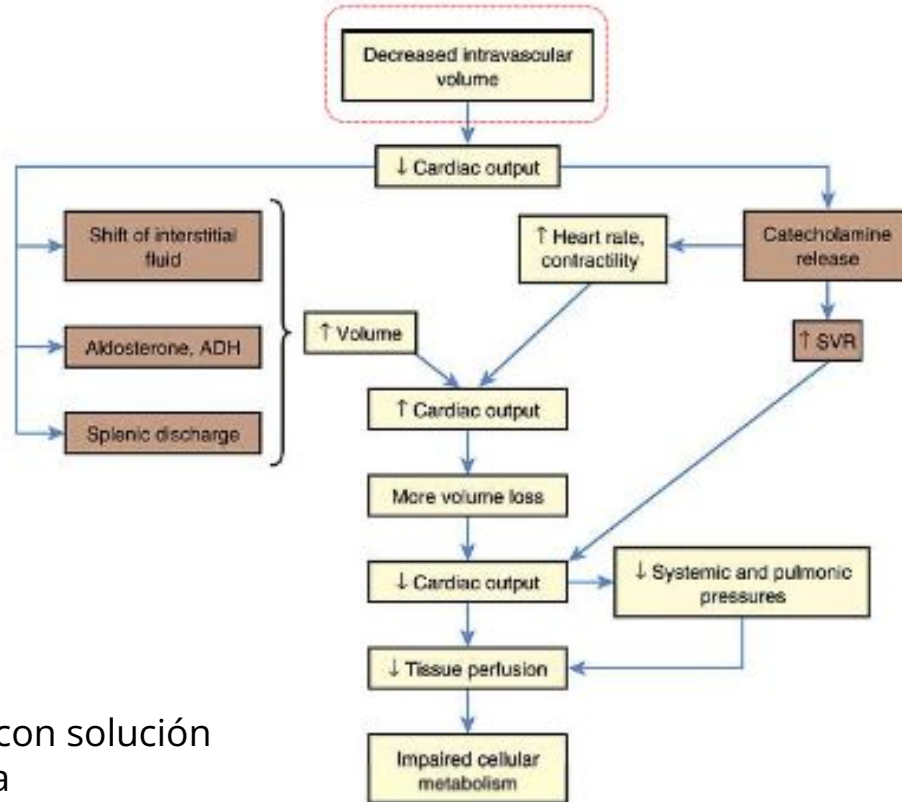 Decreased intravascular
volume
↓ Cardiac output
Shift of interstitial
fluid
↑ Heart rate,
contractility
Catecholamine
release
↑ Volume
↑ SVR
Aldosterone, ADH
↑ Cardiac output
Splenic discharge
More volume loss
↓ Cardiac output
↓ Systemic and pulmonic
pressures
↓ Tissue perfusion
Impaired cellular
metabolism
con solución
a